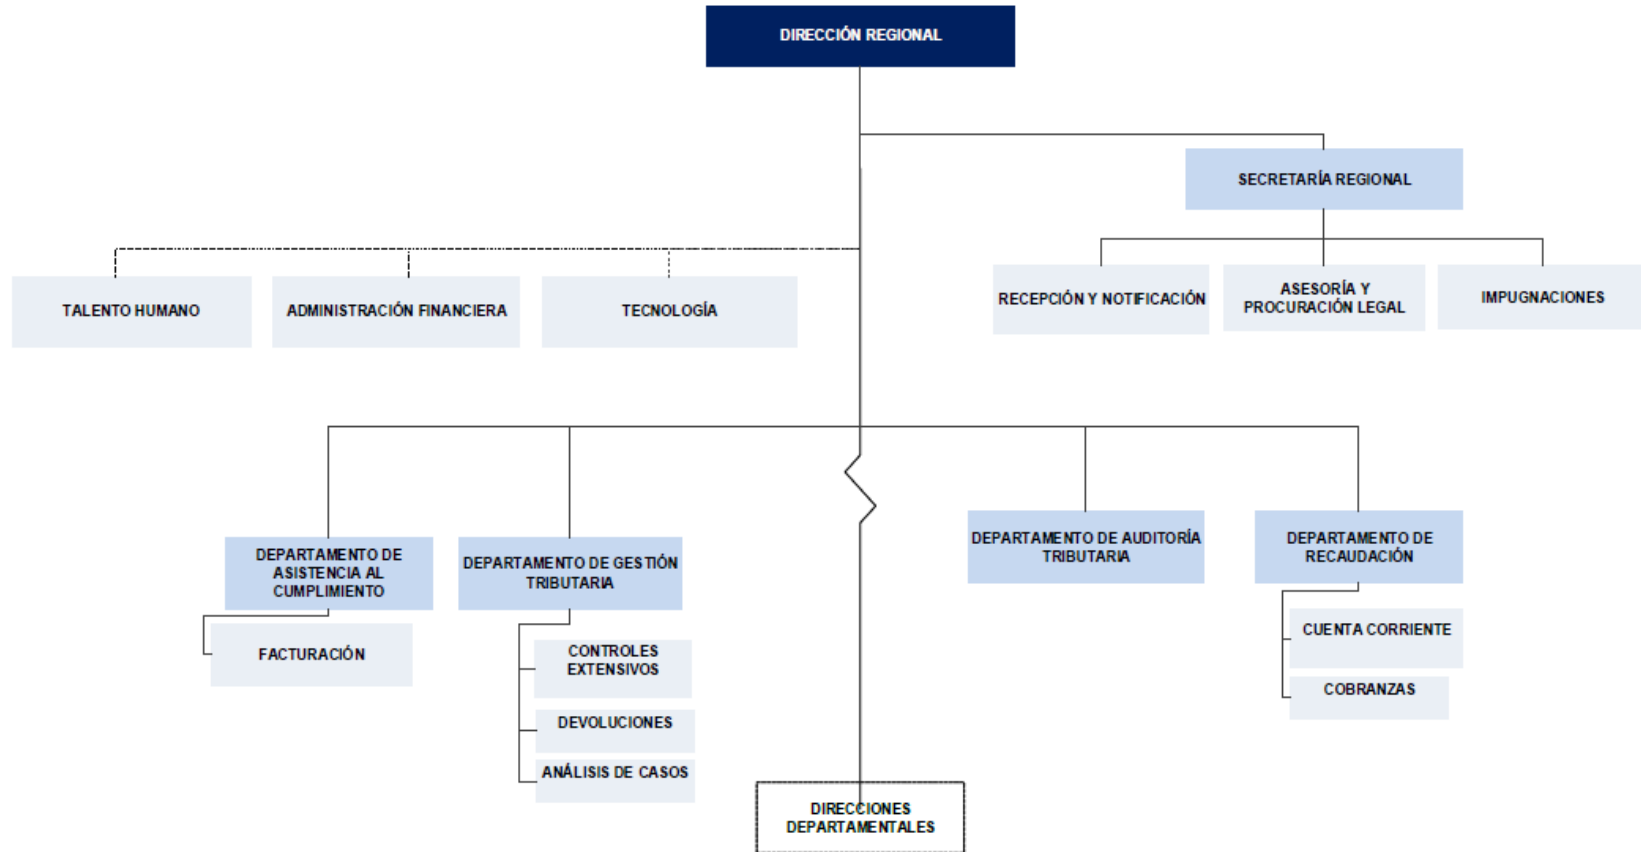 DIRECCIÓN REGIONAL
SECRETARÍA REGIONAL
TALENTO HUMANO
ADMINISTRACIÓN FINANCIERA
TECNOLOGÍA
RECEPCIÓN Y NOTIFICACIÓN
ASESORÍA Y
PROCURACIÓN LEGAL
IMPUGNACIONES
DEPARTAMENTO DE
ASISTENCIA AL
CUMPLIMIENTO
FACTURACIÓN
DEPARTAMENTO DE GESTIÓN
TRIBUTARIA
CONTROLES
EXTENSIVOS
DEVOLUCIONES
ANÁLISIS DE CASOS
DEPARTAMENTO DE AUDITORÍA
TRIBUTARIA
DEPARTAMENTO DE
RECAUDACIÓN
CUENTA CORRIENTE
COBRANZAS
DIRECCIONES
DEPARTAMENTALES